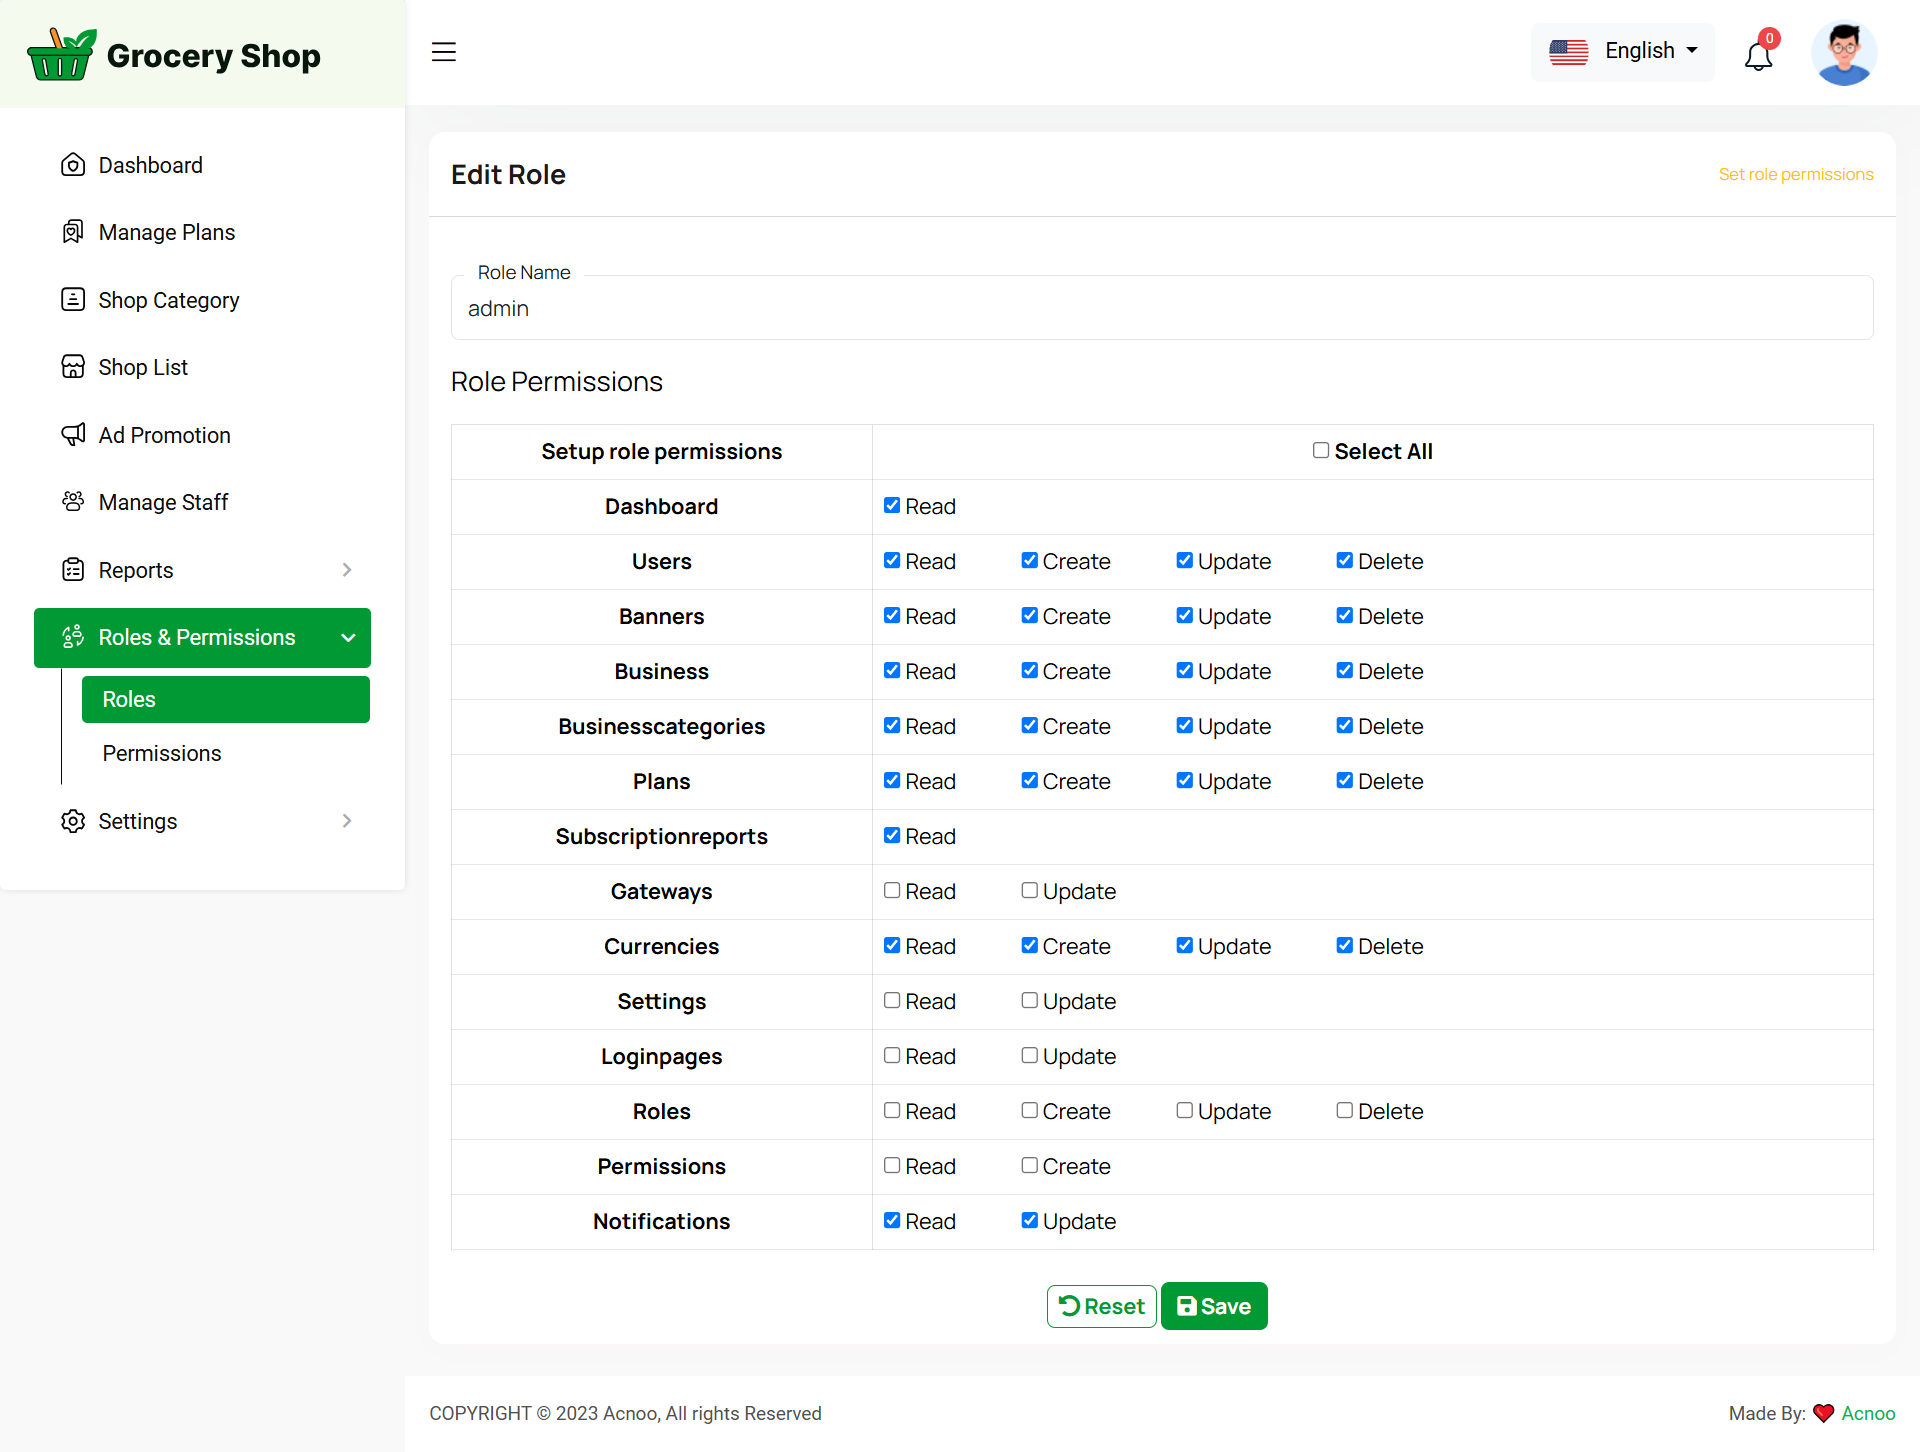 Grocery Shop
English
0
Dashboard
Manage Plans
Shop Category
Shop List
Ad Promotion
Manage Staff
Reports
Roles & Permissions
Roles
Permissions
Settings
Edit Role
Set role permissions
Role Name
admin
Role Permissions
Setup role permissions Select All
Dashboard Read
Users Read Create Update Delete
Banners Read Create Update Delete
Business Read Create Update Delete
Businesscategories Read Create Update Delete
Plans Read Create Update Delete
Subscriptionreports Read
Gateways Read Update
Currencies Read Create Update Delete
Settings Read Update
Loginpages Read Update
Roles Read Create Update Delete
Permissions Read Create
Notifications Read Update
Reset Save
COPYRIGHT © 2023 Acnoo, All rights Reserved
Made By: ❤️ Acnoo